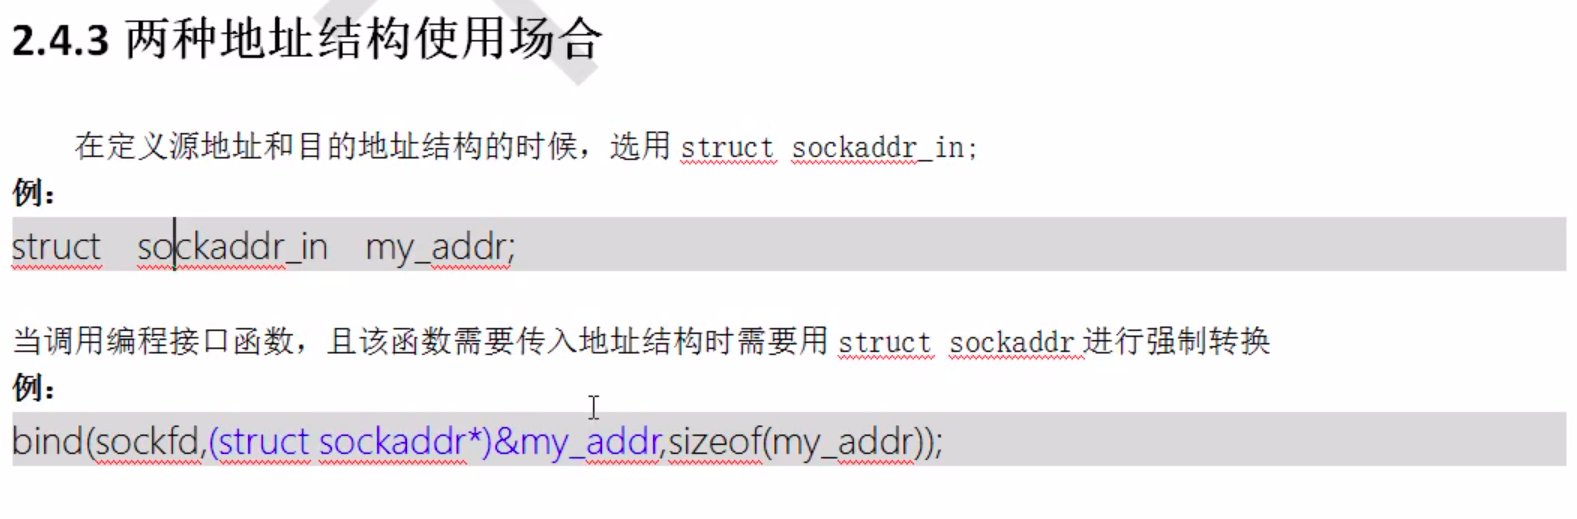 2.4.3 两种地址结构使用场合
在定义源地址和目的地址结构的时候，选用 struct sockaddr_in;
例：
struct sockaddr_in my_addr;
当调用编程接口函数，且该函数需要传入地址结构时需要用 struct sockaddr 进行强制转换
例：
bind(sockfd,(struct sockaddr*)&my_addr,sizeof(my_addr));